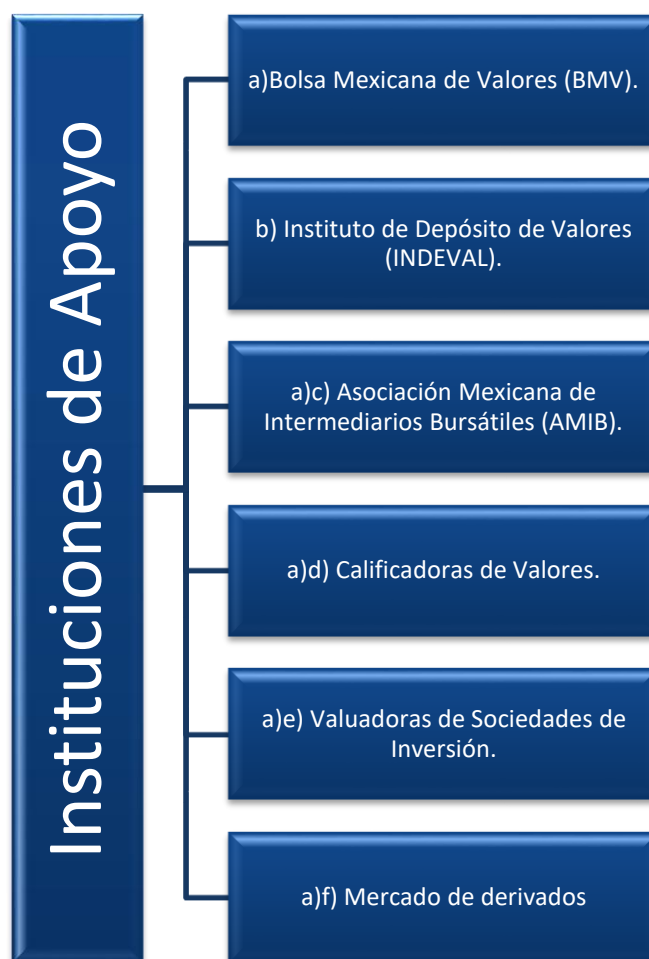 Instituciones de Apoyo
a)Bolsa Mexicana de Valores (BMV).
b) Instituto de Depósito de Valores
(INDEVAL).
a)c) Asociación Mexicana de
Intermediarios Bursátiles (AMIB).
a)d) Calificadoras de Valores.
a)e) Valuadoras de Sociedades de
Inversión.
a)f) Mercado de derivados